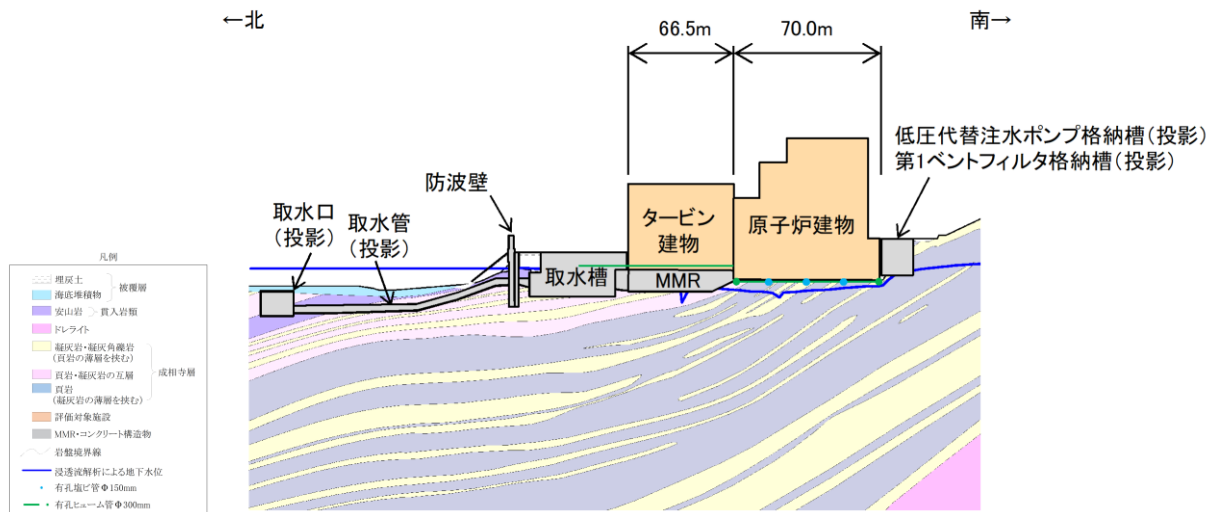 ←北
南→
66.5m
70.0m
低圧代替注水ポンプ格納槽(投影)
第1ベントフィルタ格納槽(投影)
防波壁
取水口
(投影)
取水管
(投影)
タービン
建物
原子炉建物
取水槽
MMR
凡例
埋戻土
海底堆積物
被覆層
安山岩
貫入岩類
ドレライト
凝灰岩・凝灰角礫岩
(頁岩の薄層を挟む)
頁岩・凝灰岩の互層
成相寺層
頁岩
(凝灰岩の薄層を挟む)
評価対象施設
MMR・コンクリート構造物
岩盤境界線
浸透流解析による地下水位
有孔塩ビ管Φ150mm
有孔ヒューム管Φ300mm